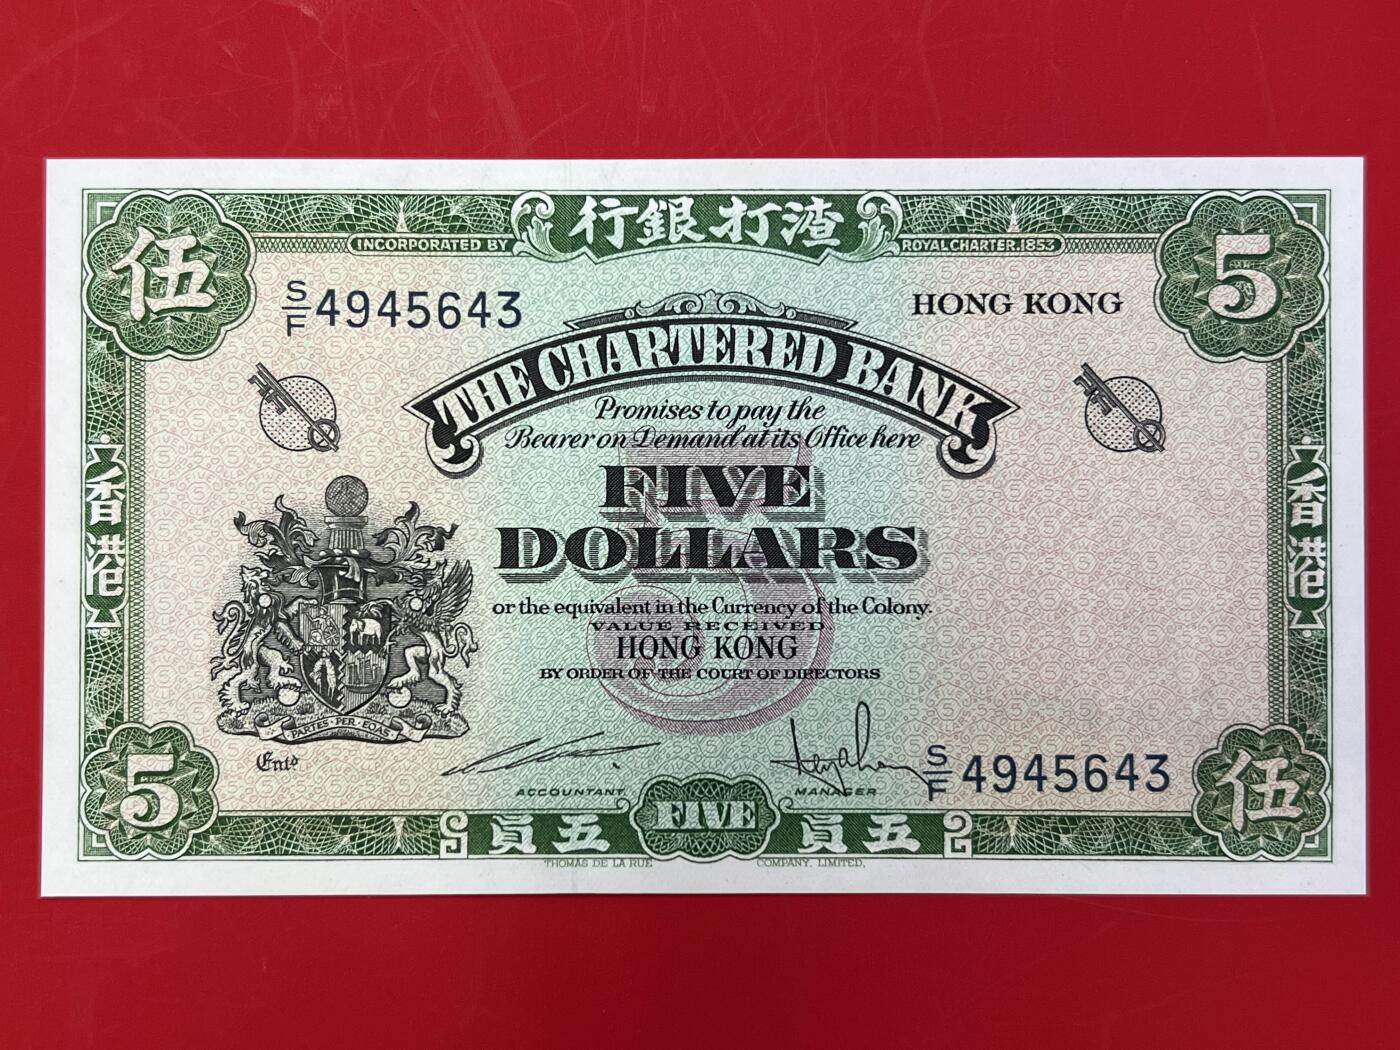 行銀打渣
INCORPORATED BY ROYAL CHARTER.1853
伍
5
S/F 4945643
HONG KONG
THE CHARTERED BANK
Promises to pay the
Bearer on Demand at its Office here
FIVE
DOLLARS
香港
香港
or the equivalent in the Currency of the Colony.
VALUE RECEIVED
HONG KONG
BY ORDER OF THE COURT OF DIRECTORS
PARTES·PER·EOAS
Entd
ACCOUNTANT.
MANAGER
S/F 4945643
5
伍
員五
FIVE
員五
THOMAS DE LA RUE COMPANY, LIMITED.